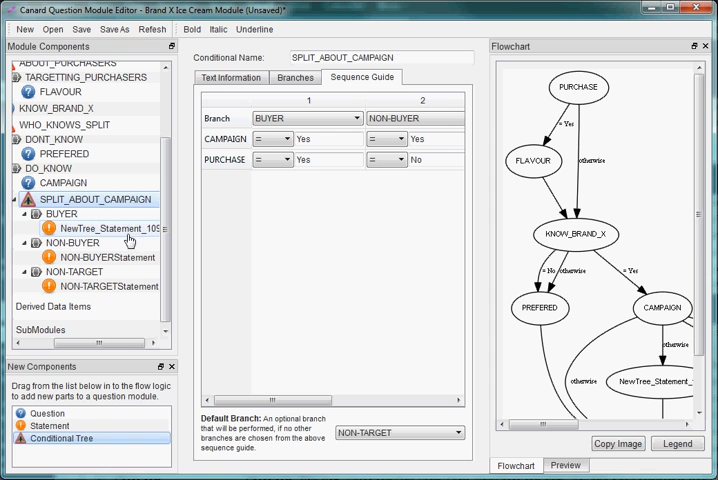 Canard Question Module Editor - Brand X Ice Cream Module (Unsaved)*
New Open Save Save As Refresh Bold Italic Underline
Module Components
ABOUT_PURCHASERS
TARGETTING_PURCHASERS
FLAVOUR
KNOW_BRAND_X
WHO_KNOWS_SPLIT
DONT_KNOW
PREFERED
DO_KNOW
CAMPAIGN
SPLIT_ABOUT_CAMPAIGN
BUYER
NewTree_Statement_109
NON-BUYER
NON-BUYERStatement
NON-TARGET
NON-TARGETStatement
Derived Data Items
SubModules
New Components
Drag from the list below in to the flow logic
to add new parts to a question module.
Question
Statement
Conditional Tree
Conditional Name: SPLIT_ABOUT_CAMPAIGN
Text Information Branches Sequence Guide
1 2
Branch BUYER NON-BUYER
CAMPAIGN = Yes = Yes
PURCHASE = Yes = No
Default Branch: An optional branch
that will be performed, if no other
branches are chosen from the above
sequence guide.
NON-TARGET
Flowchart
PURCHASE
= Yes
FLAVOUR
otherwise
KNOW_BRAND_X
= No otherwise = Yes
PREFERED
CAMPAIGN
otherwise
otherwise
NewTree_Statement_
Copy Image Legend
Flowchart Preview